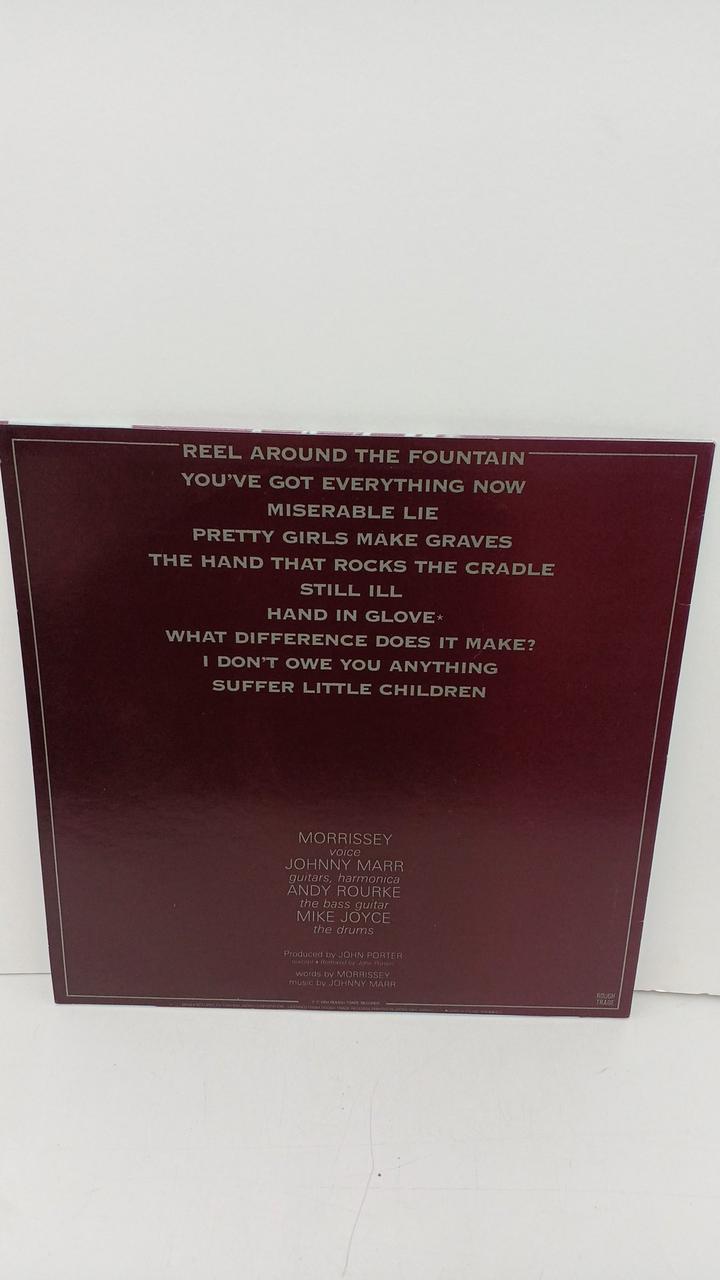 REEL AROUND THE FOUNTAIN
YOU'VE GOT EVERYTHING NOW
MISERABLE LIE
PRETTY GIRLS MAKE GRAVES
THE HAND THAT ROCKS THE CRADLE
STILL ILL
HAND IN GLOVE*
WHAT DIFFERENCE DOES IT MAKE?
I DON'T OWE YOU ANYTHING
SUFFER LITTLE CHILDREN
MORRISSEY
voice
JOHNNY MARR
guitars, harmonica
ANDY ROURKE
the bass guitar
MIKE JOYCE
the drums
Produced by JOHN PORTER
words by MORRISSEY
music by JOHNNY MARR
ROUGH
TRADE